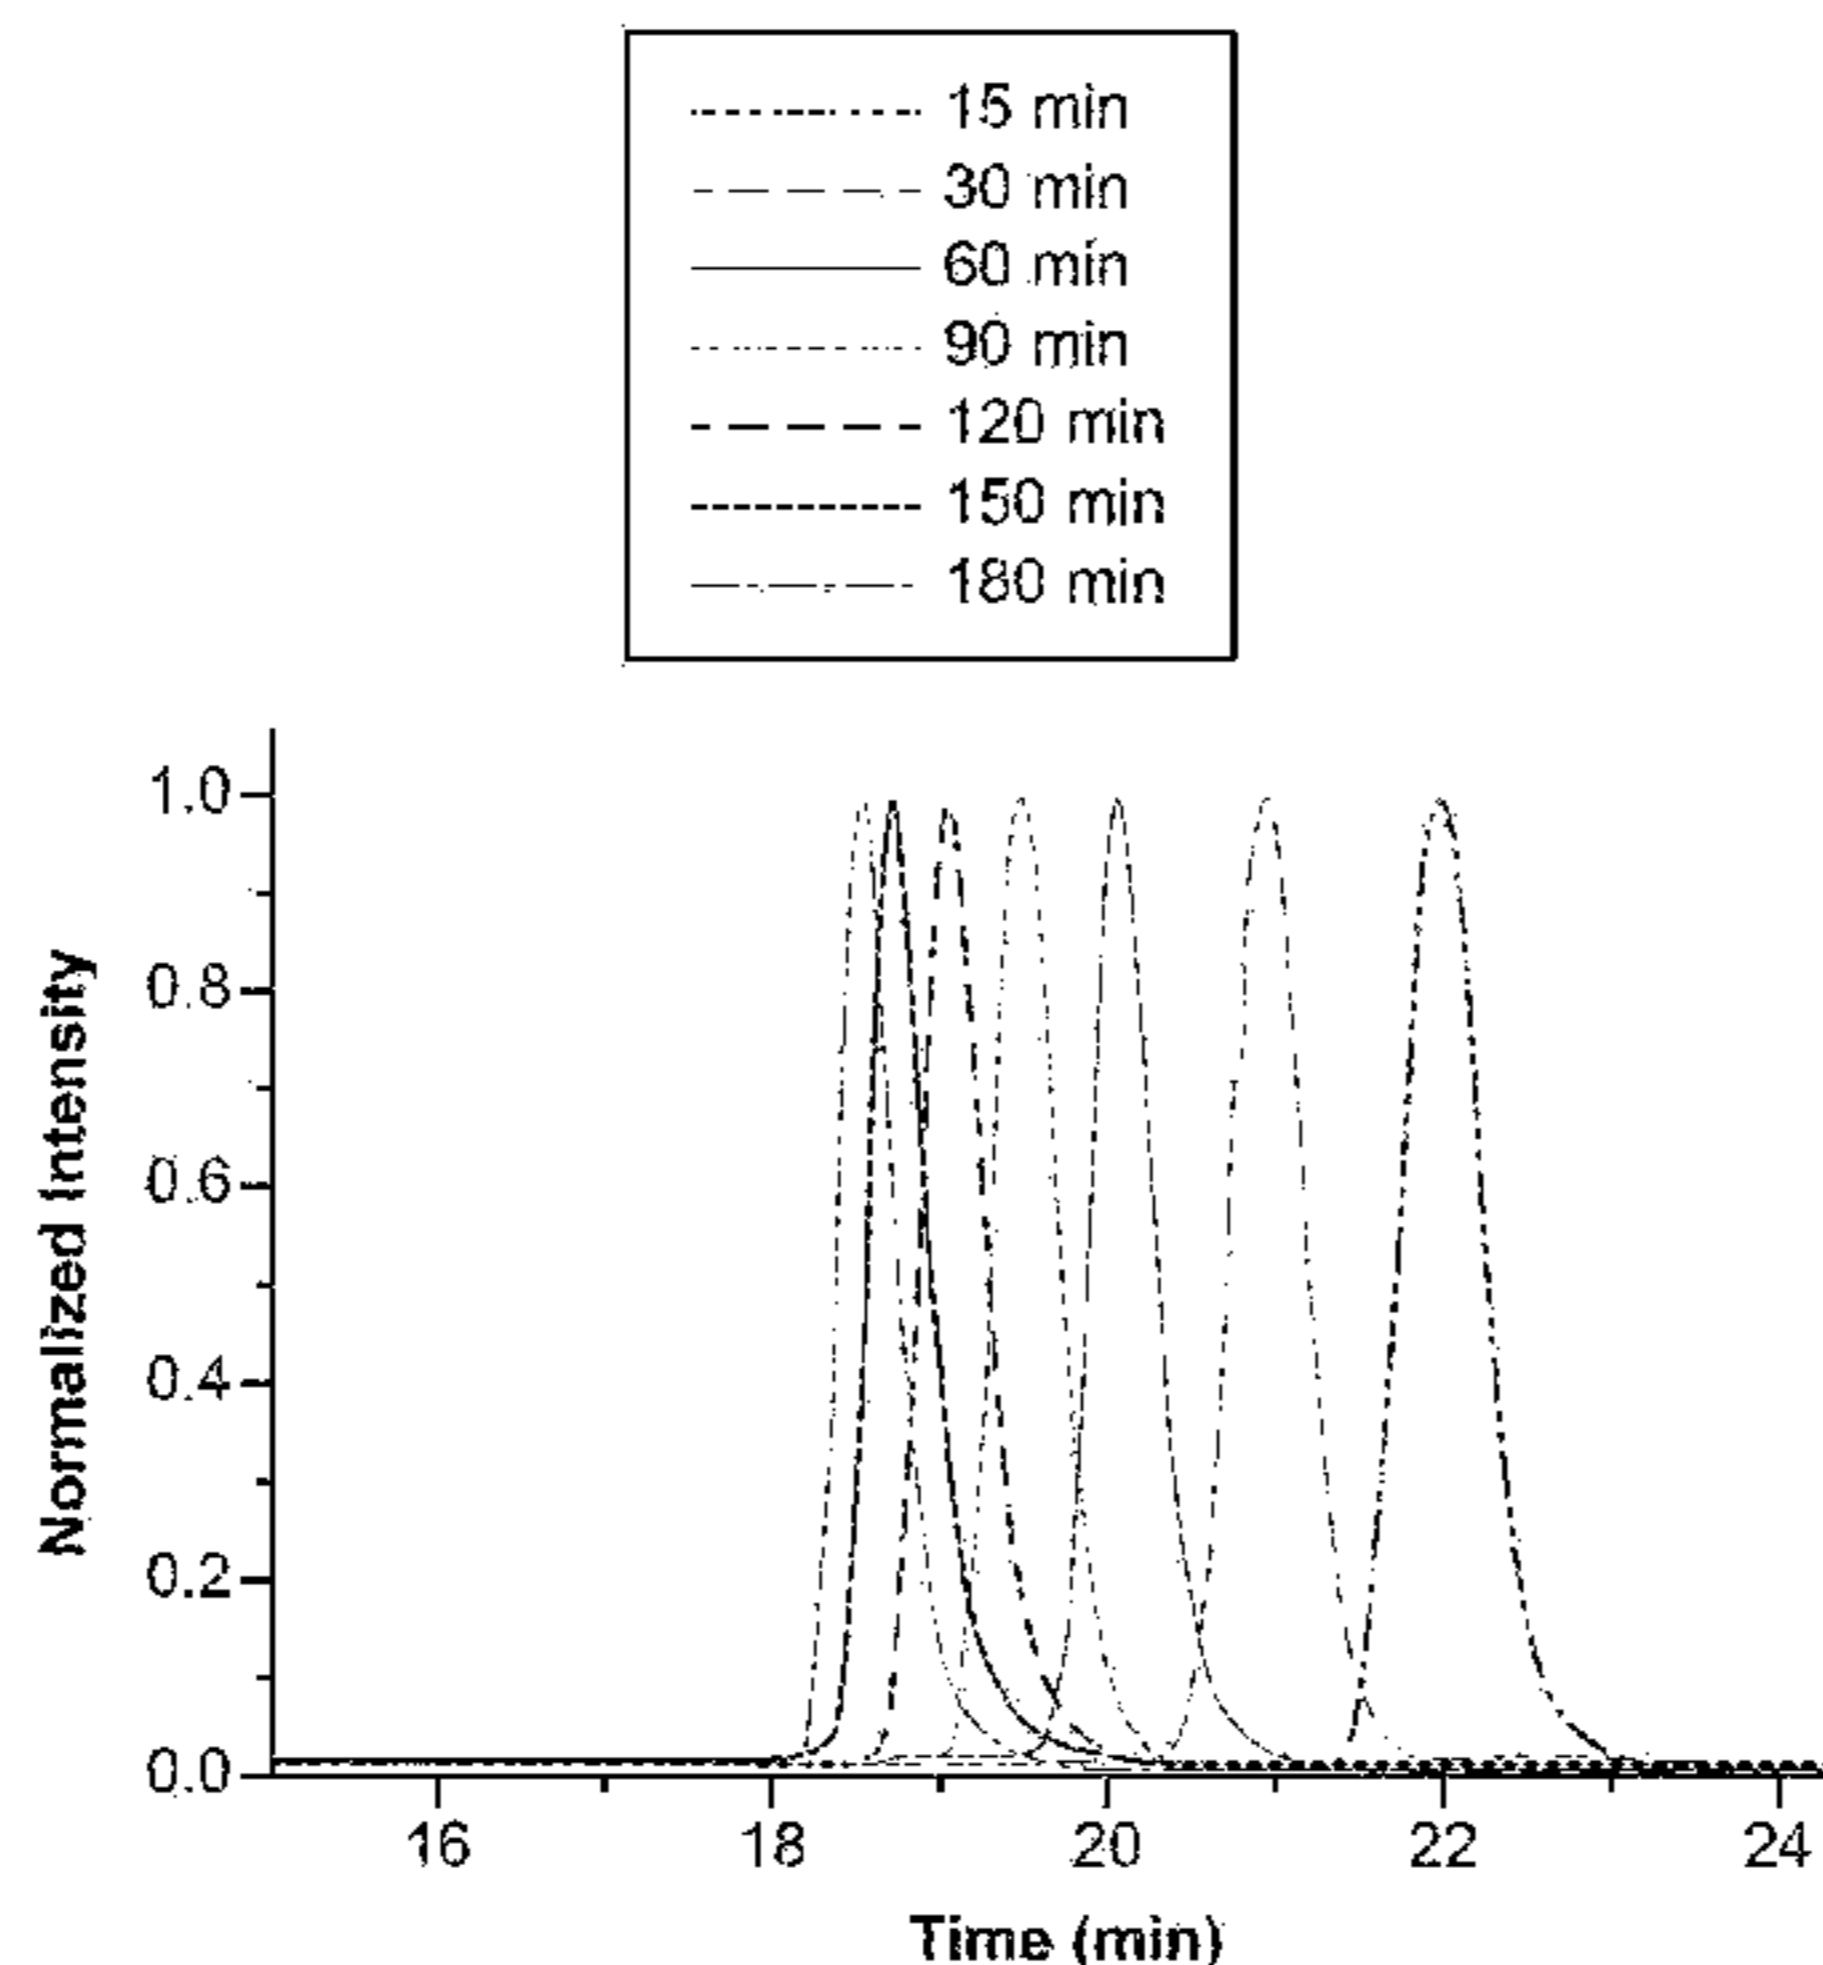 15 min
30 min
60 min
90 min
120 min
150 min
180 min
1.0
0.8
0.6
0.4
0.2
0.0
Normalized Intensity
16 18 20 22 24
Time (min)